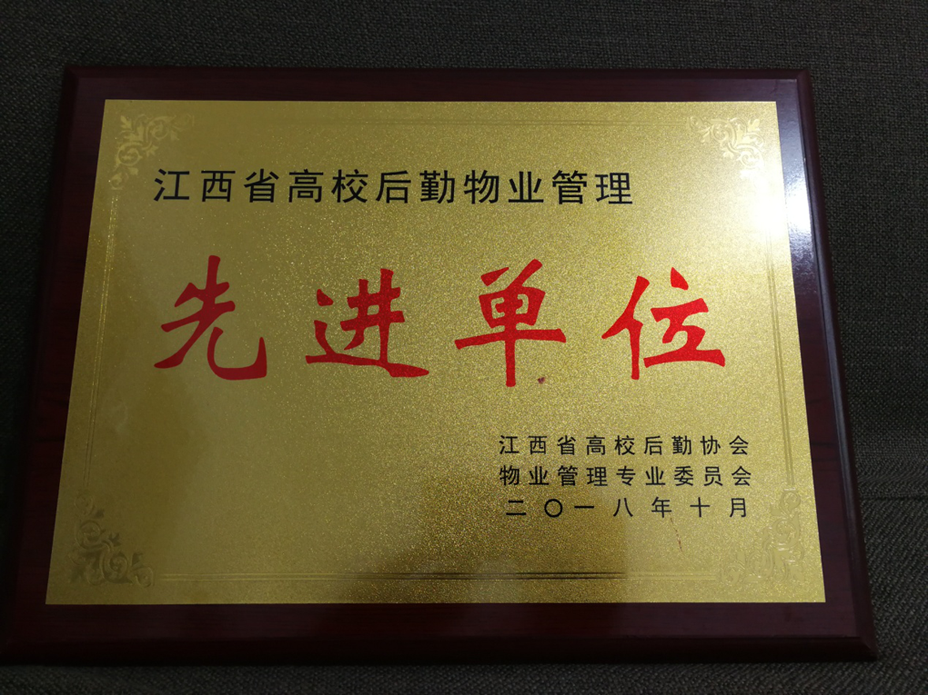 江西省高校后勤物业管理
先进单位
江西省高校后勤协会
物业管理专业委员会
二〇一八年十月